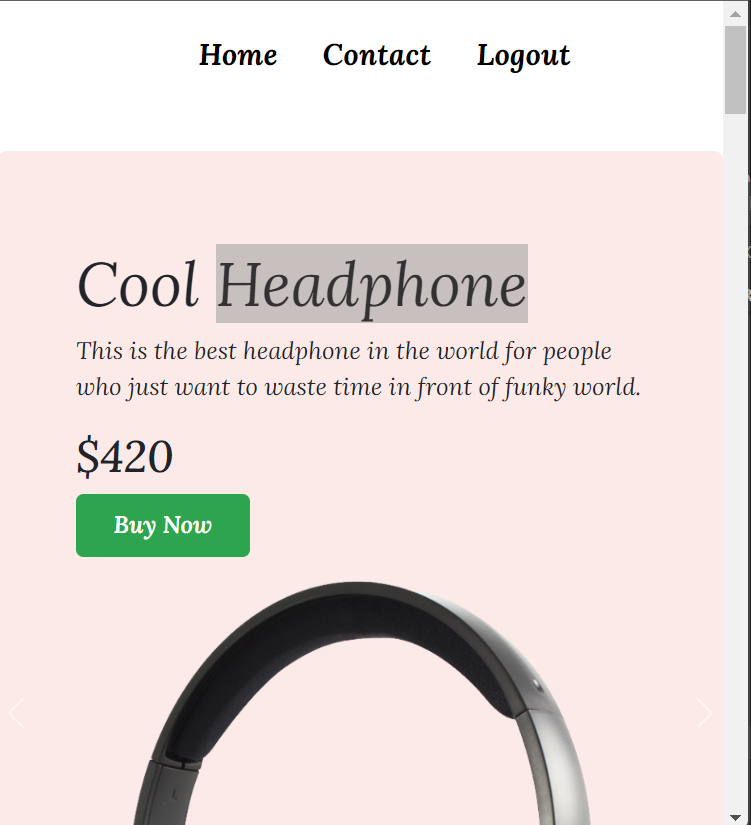 Home Contact Logout
Cool Headphone
This is the best headphone in the world for people
who just want to waste time in front of funky world.
$420
Buy Now
L